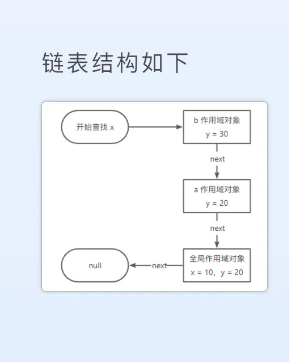 链表结构如下
开始查找 x
b 作用域对象
y = 30
next
a 作用域对象
y = 20
next
全局作用域对象
x = 10, y = 20
next
null